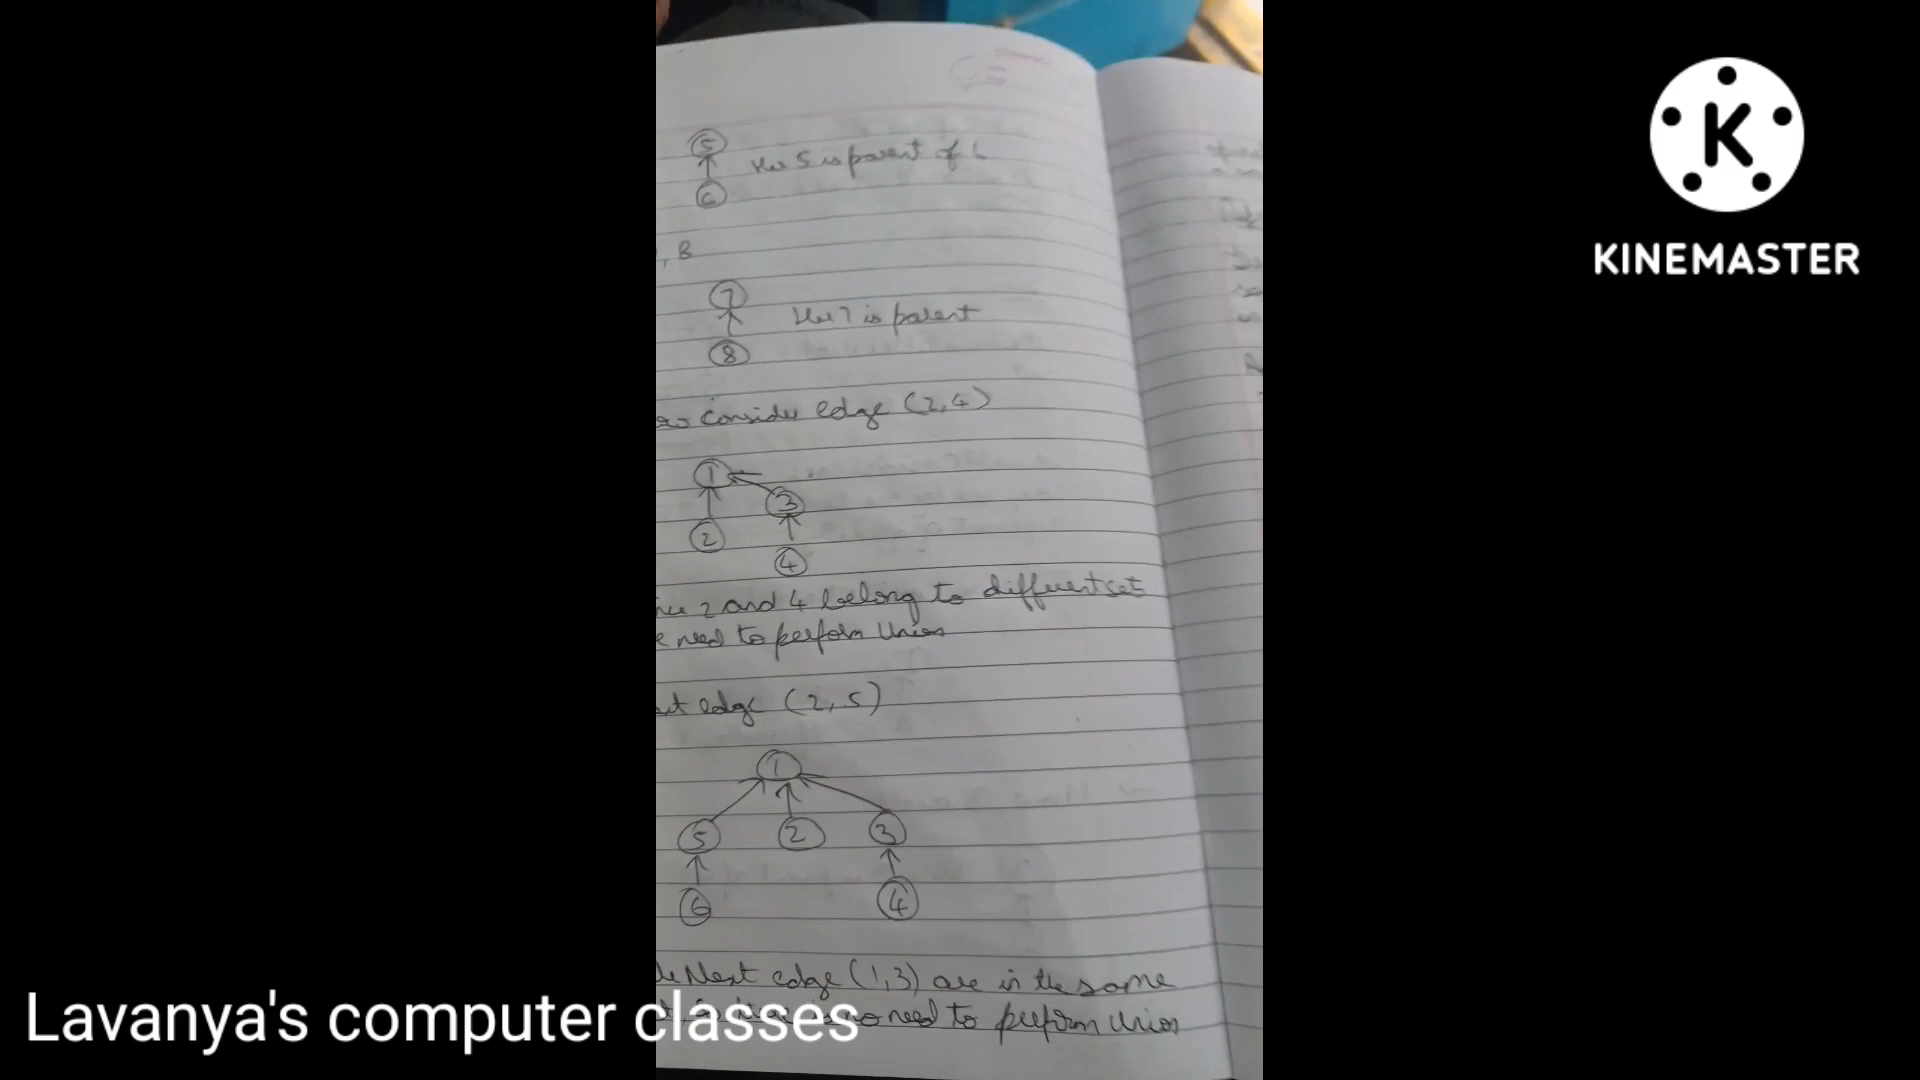 5
Here 5 is parent of 6
6
, 8
7
Here 7 is parent
8
consider edge (2,4)
1
3
2
4
2 and 4 belong to different set
need to perform Union
edge (2,5)
1
5 2 3
6 4
Next edge (1,3) are in the same
no need to perform Union
K
KINEMASTER
Lavanya's computer classes